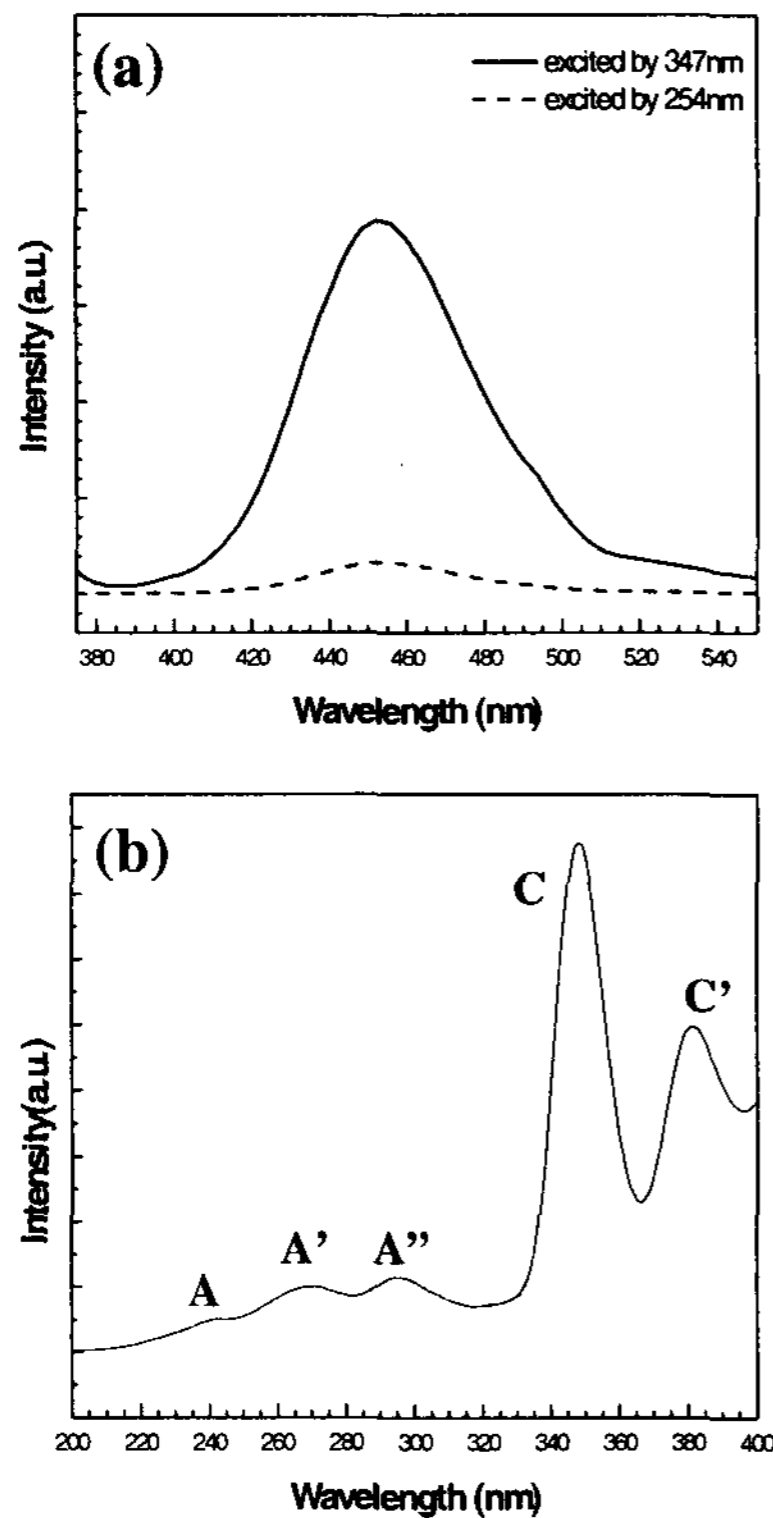 (a)
excited by 347nm
excited by 254nm
Intensity (a.u.)
380 400 420 440 460 480 500 520 540
Wavelength (nm)
(b)
C
C’
A’ A”
A
Intensity(a.u.)
200 220 240 260 280 300 320 340 360 380 400
Wavelength (nm)